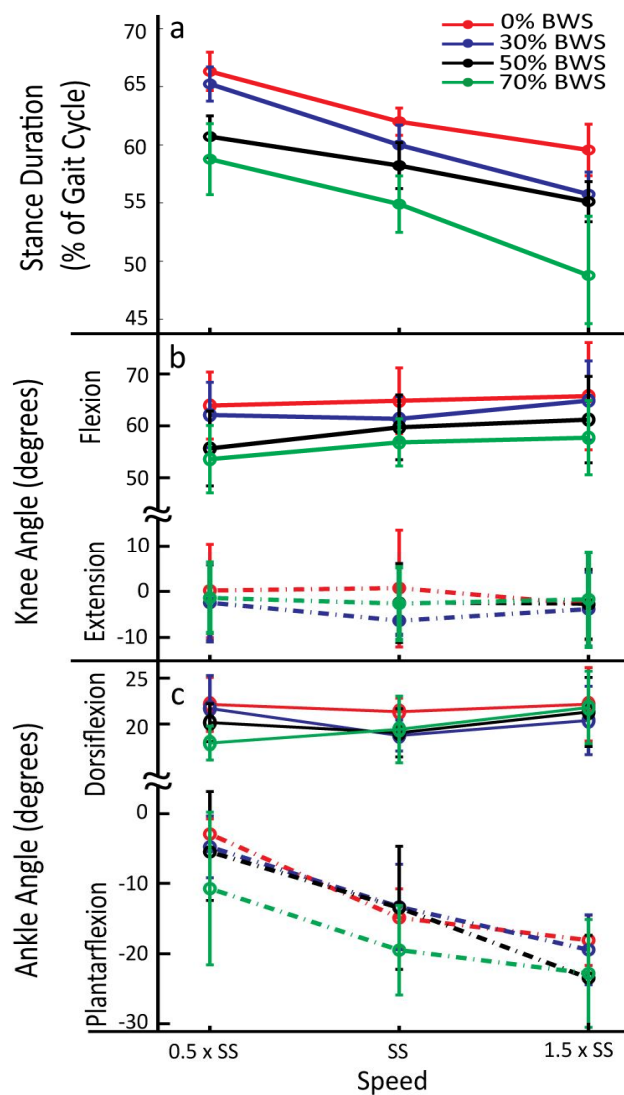 a
0% BWS
30% BWS
50% BWS
70% BWS
Stance Duration
(% of Gait Cycle)
70
65
60
55
50
45
b
Knee Angle (degrees)
Flexion
70
60
50
Extension
10
0
-10
c
Ankle Angle (degrees)
Dorsiflexion
25
20
Plantarflexion
0
-10
-20
-30
0.5 x SS
SS
1.5 x SS
Speed